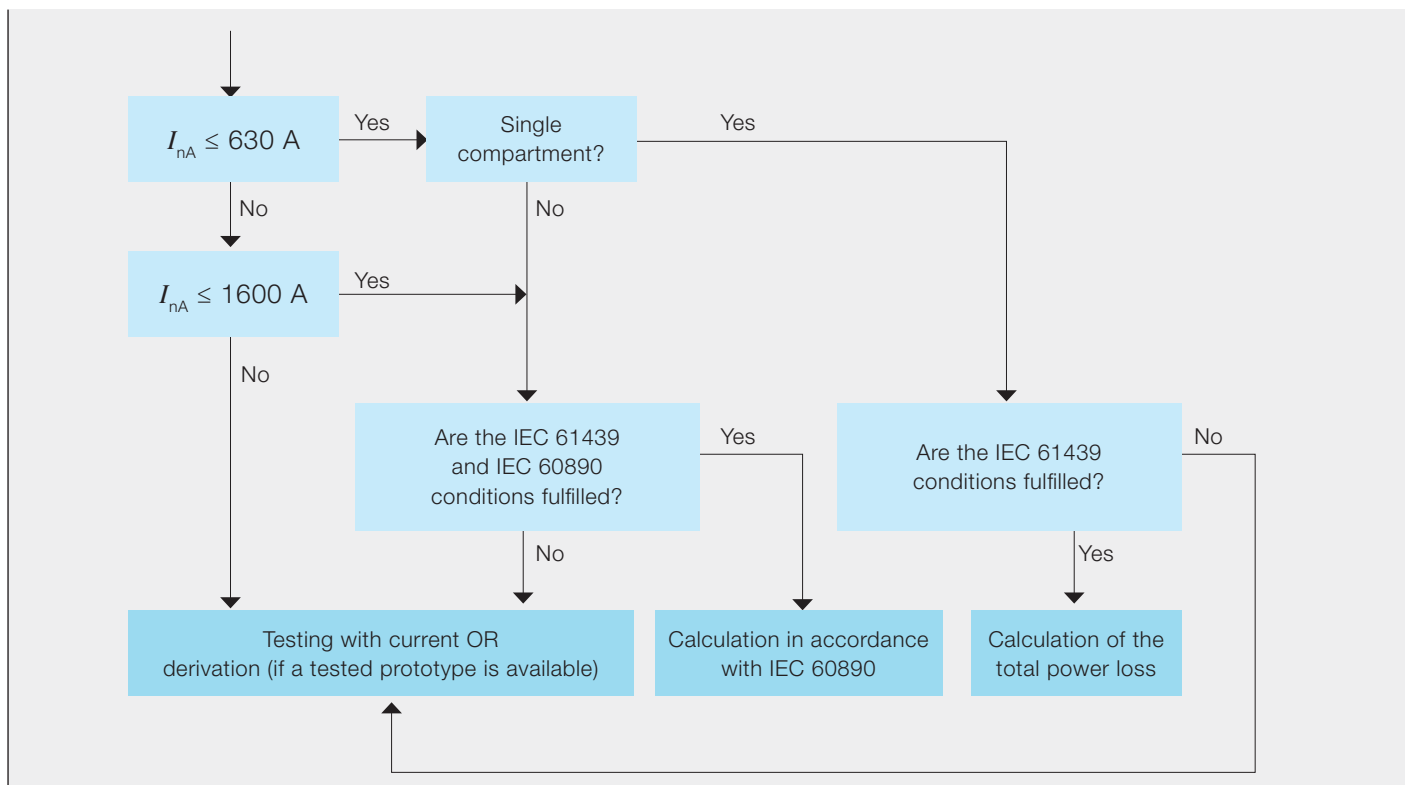 I_nA ≤ 630 A
Yes
Single
compartment?
Yes
No
No
I_nA ≤ 1600 A
Yes
No
Are the IEC 61439
and IEC 60890
conditions fulfilled?
Yes
Are the IEC 61439
conditions fulfilled?
No
No
Yes
Testing with current OR
derivation (if a tested prototype is available)
Calculation in accordance
with IEC 60890
Calculation of the
total power loss